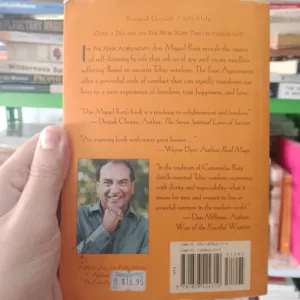 Personal Growth / Self-Help
OVER A DECADE ON THE NEW YORK TIMES BESTSELLER LIST
IN THE FOUR AGREEMENTS don Miguel Ruiz reveals the source
of self-limiting beliefs that rob us of joy and create needless
suffering. Based on ancient Toltec wisdom, The Four Agreements
offer a powerful code of conduct that can rapidly transform our
lives to a new experience of freedom, true happiness, and love.
"Don Miguel Ruiz's book is a roadmap to enlightenment and freedom."
— Deepak Chopra, Author, The Seven Spiritual Laws of Success
"An inspiring book with many great lessons . . ."
— Wayne Dyer, Author, Real Magic
"In the tradition of Castaneda, Ruiz
distills essential Toltec wisdom, expressing
with clarity and impeccability what it
means for men and women to live as
peaceful warriors in the modern world."
— Dan Millman, Author,
Way of the Peaceful Warrior
$18.95